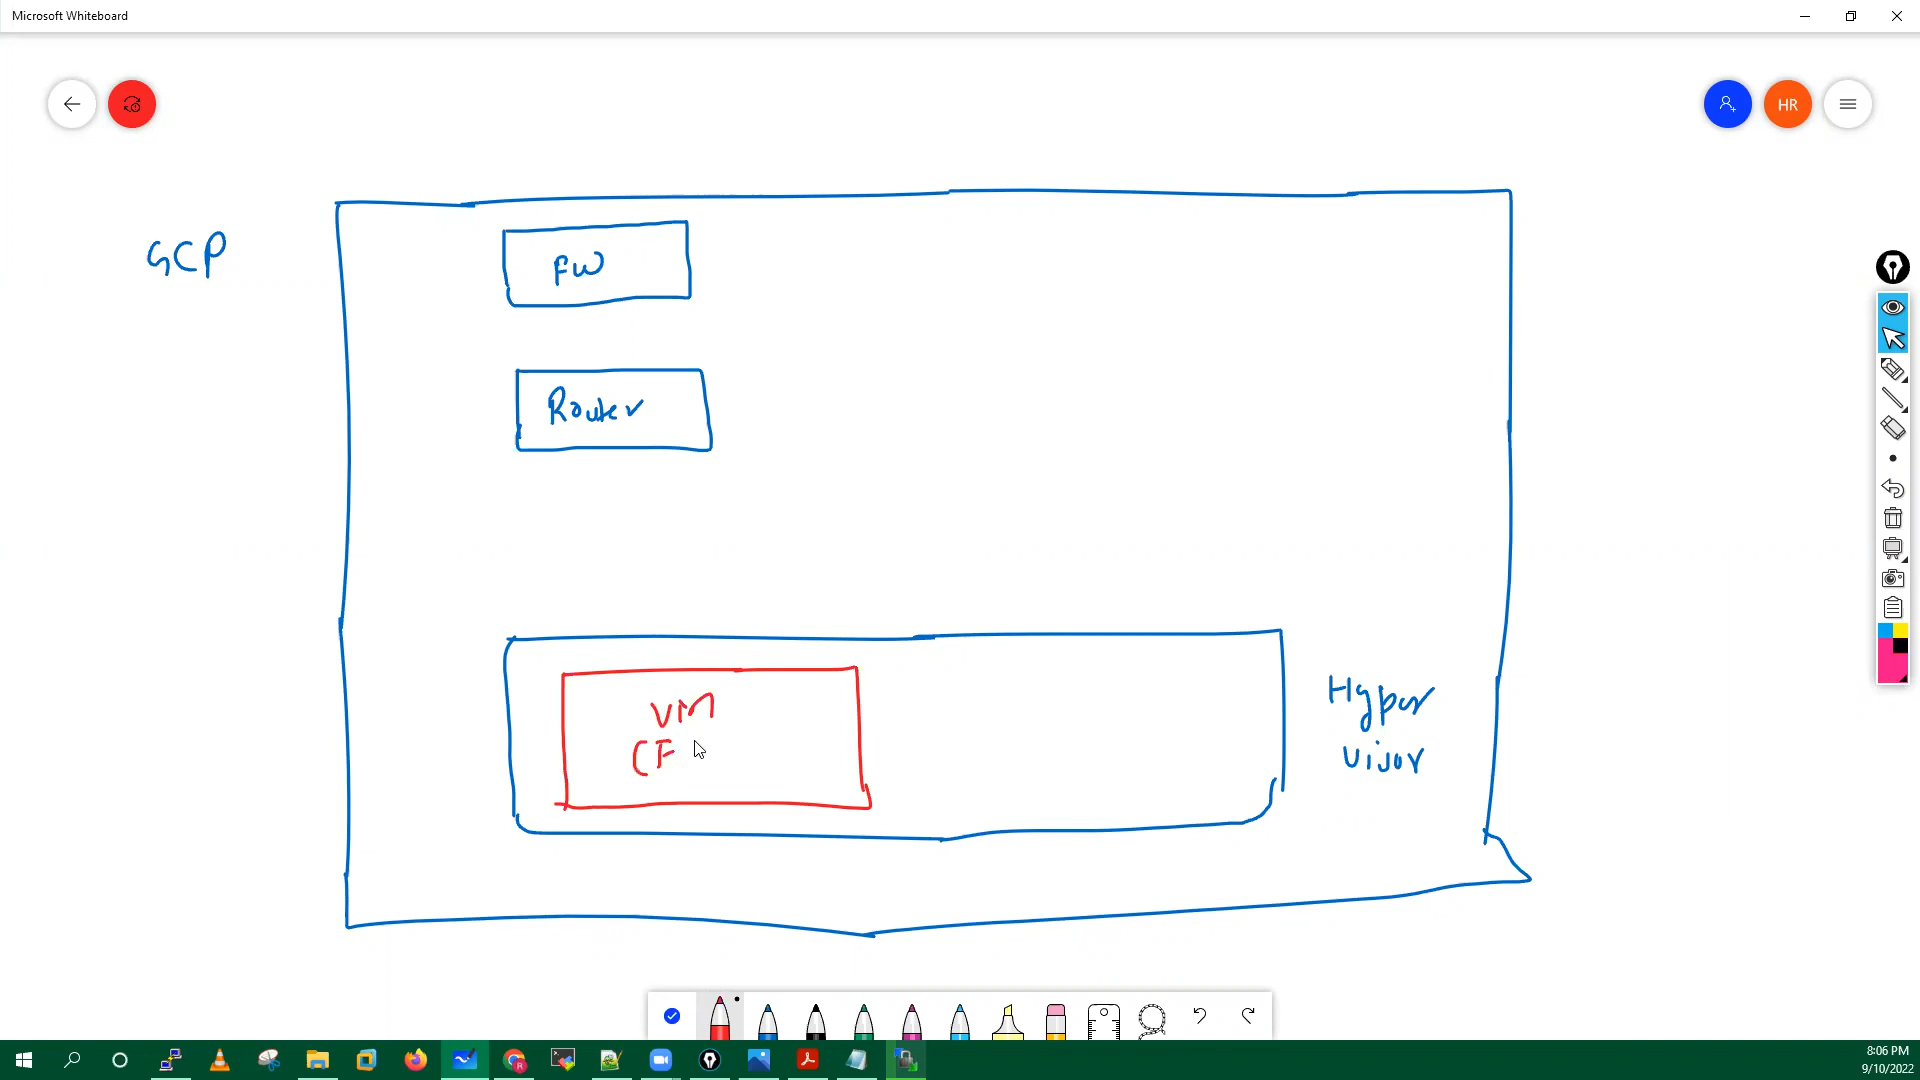 Microsoft Whiteboard
HR
GCP
FW
Router
VM
CF
Hyper
visor
8:06 PM
9/10/2022